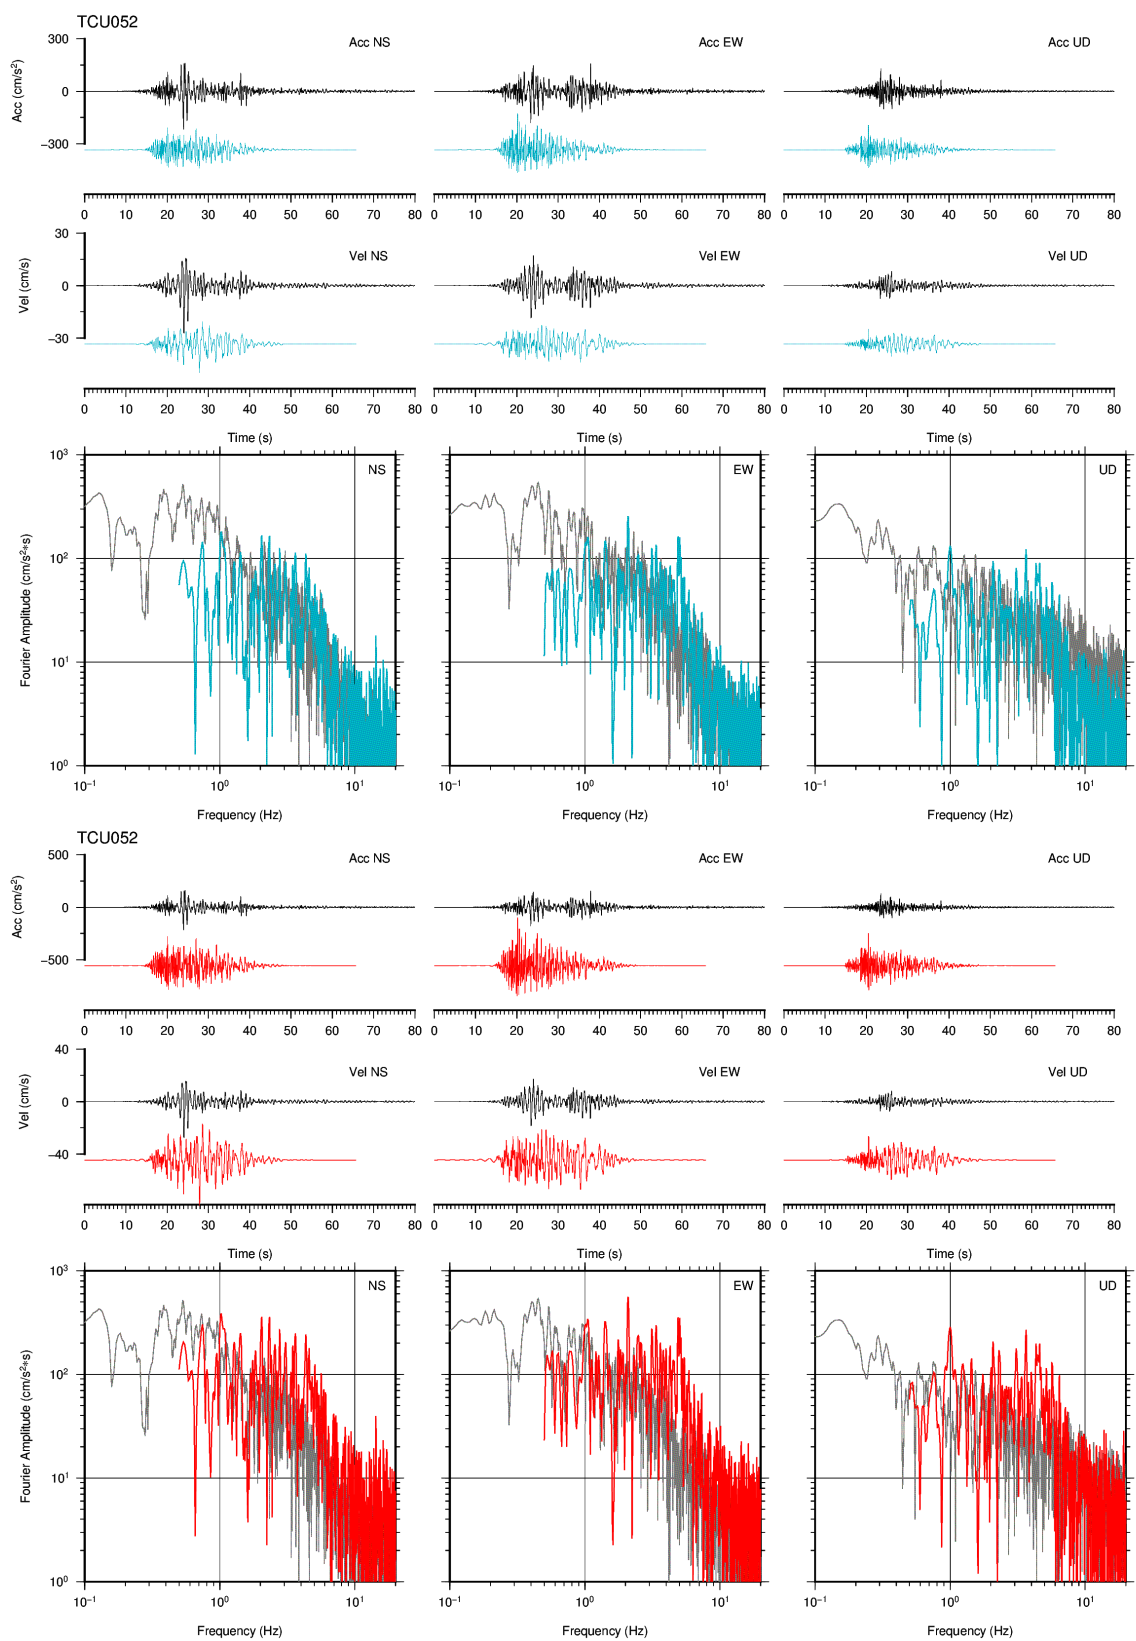 TCU052
Acc (cm/s²)
300
0
−300
Acc NS
Acc EW
Acc UD
0 10 20 30 40 50 60 70 80
0 10 20 30 40 50 60 70 80
0 10 20 30 40 50 60 70 80
Vel (cm/s)
30
0
−30
Vel NS
Vel EW
Vel UD
0 10 20 30 40 50 60 70 80
0 10 20 30 40 50 60 70 80
0 10 20 30 40 50 60 70 80
Time (s)
Time (s)
Time (s)
Fourier Amplitude (cm/s²*s)
10³
10²
10¹
10⁰
NS
EW
UD
10⁻¹ 10⁰ 10¹
10⁻¹ 10⁰ 10¹
10⁻¹ 10⁰ 10¹
Frequency (Hz)
Frequency (Hz)
Frequency (Hz)
TCU052
Acc (cm/s²)
500
0
−500
Acc NS
Acc EW
Acc UD
0 10 20 30 40 50 60 70 80
0 10 20 30 40 50 60 70 80
0 10 20 30 40 50 60 70 80
Vel (cm/s)
40
0
−40
Vel NS
Vel EW
Vel UD
0 10 20 30 40 50 60 70 80
0 10 20 30 40 50 60 70 80
0 10 20 30 40 50 60 70 80
Time (s)
Time (s)
Time (s)
Fourier Amplitude (cm/s²*s)
10³
10²
10¹
10⁰
NS
EW
UD
10⁻¹ 10⁰ 10¹
10⁻¹ 10⁰ 10¹
10⁻¹ 10⁰ 10¹
Frequency (Hz)
Frequency (Hz)
Frequency (Hz)